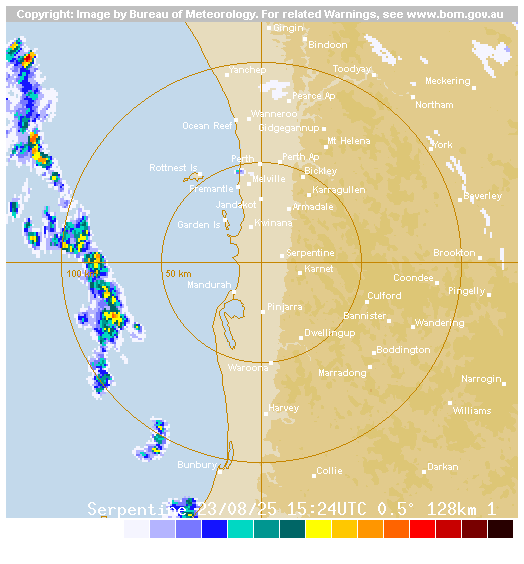 Copyright: Image by Bureau of Meteorology. For related Warnings, see www.bom.gov.au
Gingin
Bindoon
Yanchep
Toodyay
Meckering
Pearce Ap
Northam
Wanneroo
Ocean Reef
Gidgegannup
Mt Helena
York
Perth
Perth Ap
Rottnest Is
Bickley
Melville
Fremantle
Karragullen
Beverley
Jandakot
Armadale
Garden Is
Kwinana
Serpentine
Brookton
100
50 km
Karnet
Mandurah
Coondee
Pingelly
Culford
Pinjarra
Bannister
Wandering
Dwellingup
Boddington
Waroona
Marradong
Narrogin
Harvey
Williams
Bunbury
Collie
Darkan
Serpentine 23/08/25 15:24UTC 0.5° 128km 1